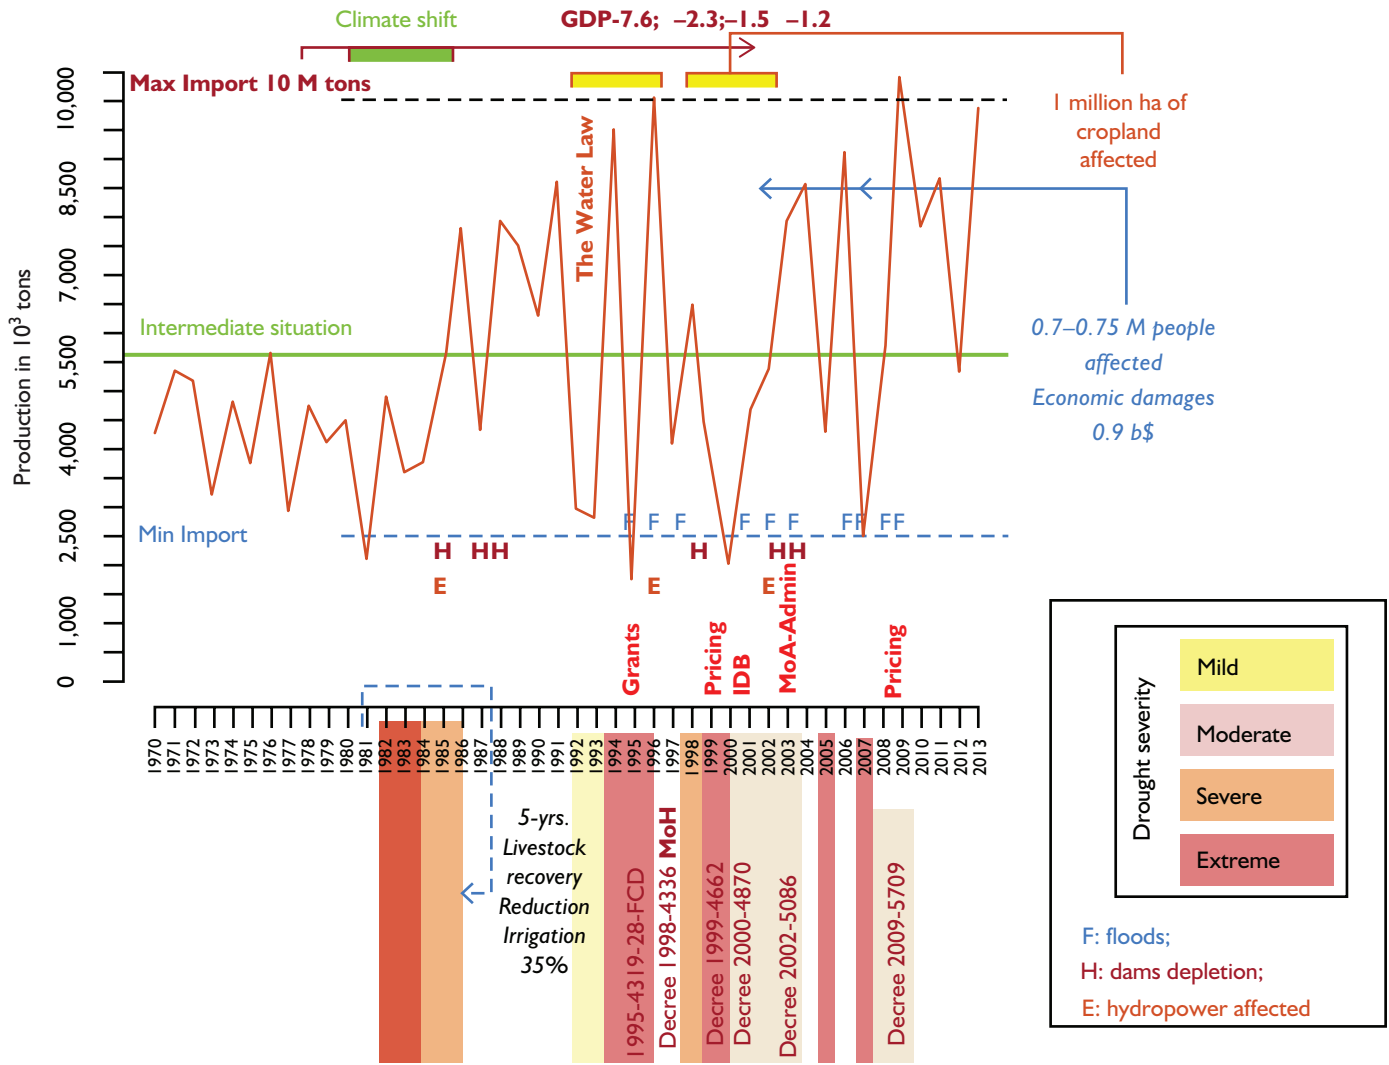 Climate shift
GDP-7.6; –2.3;–1.5 –1.2
Max Import 10 M tons
1 million ha of
cropland
affected
The Water Law
Production in 10³ tons
10,000
8,500
7,000
5,500
4,000
2,500
1,000
0
Intermediate situation
0.7–0.75 M people
affected
Economic damages
0.9 b$
Min Import
F F F F F F F F F F
H H H H H H
E E E
Grants
Pricing
IDB
MoA-Admin
Pricing
1970 1971 1972 1973 1974 1975 1976 1977 1978 1979 1980 1981 1982 1983 1984 1985 1986 1987 1988 1989 1990 1991 1992 1993 1994 1995 1996 1997 1998 1999 2000 2001 2002 2003 2004 2005 2006 2007 2008 2009 2010 2011 2012 2013
5-yrs.
Livestock
recovery
Reduction
Irrigation
35%
1995-4319-28-FCD
Decree 1998-4336 MoH
Decree 1999-4662
Decree 2000-4870
Decree 2002-5086
Decree 2009-5709
Drought severity
Mild
Moderate
Severe
Extreme
F: floods;
H: dams depletion;
E: hydropower affected